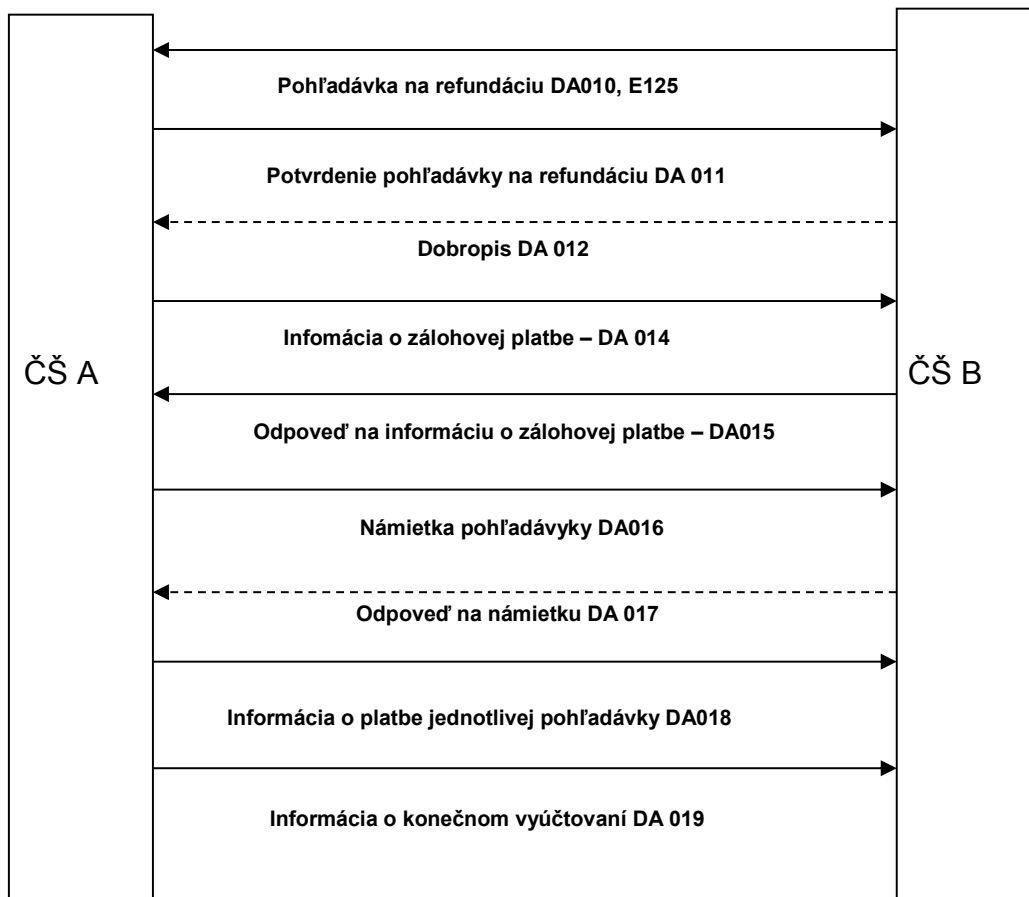 Pohľadávka na refundáciu DA010, E125
Potvrdenie pohľadávky na refundáciu DA 011
Dobropis DA 012
Infomácia o zálohovej platbe – DA 014
ČŠ A
ČŠ B
Odpoveď na informáciu o zálohovej platbe – DA015
Námietka pohľadávyky DA016
Odpoveď na námietku DA 017
Informácia o platbe jednotlivej pohľadávky DA018
Informácia o konečnom vyúčtovaní DA 019